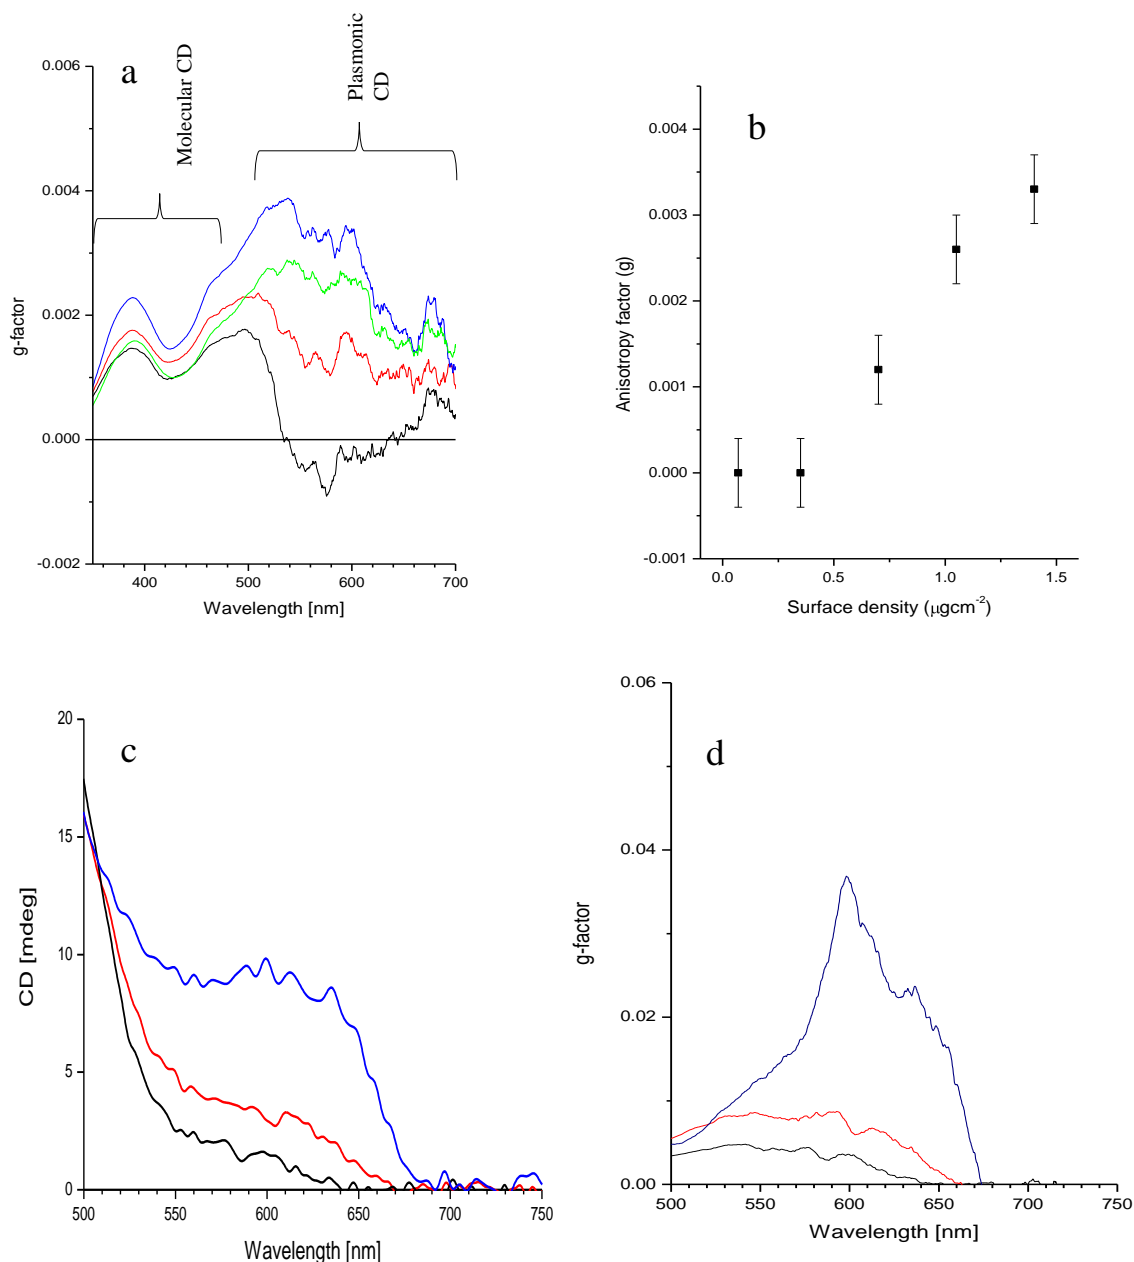 a
Molecular CD
Plasmonic
CD
0.006
0.004
0.002
0.000
-0.002
g-factor
400
500
600
700
Wavelength [nm]
b
0.004
0.003
0.002
0.001
0.000
-0.001
Anisotropy factor (g)
0.0
0.5
1.0
1.5
Surface density (μgcm⁻²)
c
20
15
10
5
0
CD [mdeg]
500
550
600
650
700
750
Wavelength [nm]
d
0.06
0.04
0.02
0.00
g-factor
500
550
600
650
700
750
Wavelength [nm]